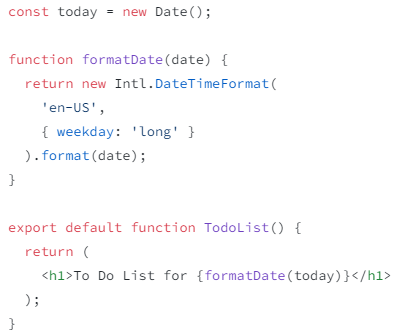 const today = new Date();

function formatDate(date) {
  return new Intl.DateTimeFormat(
    'en-US',
    { weekday: 'long' }
  ).format(date);
}

export default function TodoList() {
  return (
    <h1>To Do List for {formatDate(today)}</h1>
  );
}